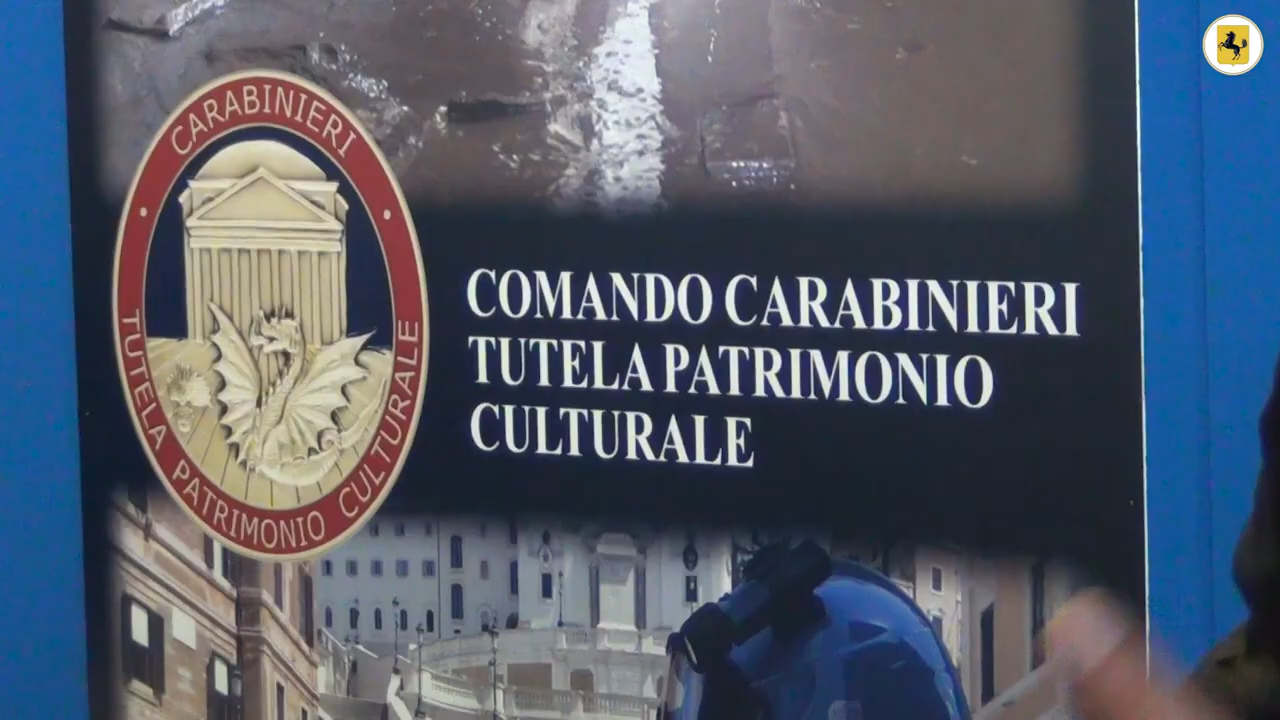 CARABINIERI
TUTELA PATRIMONIO CULTURALE
COMANDO CARABINIERI
TUTELA PATRIMONIO
CULTURALE